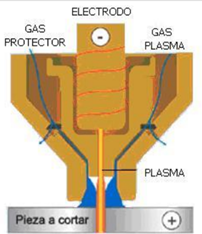 ELECTRODO
GAS
PROTECTOR
GAS
PLASMA
-
PLASMA
Pieza a cortar
+